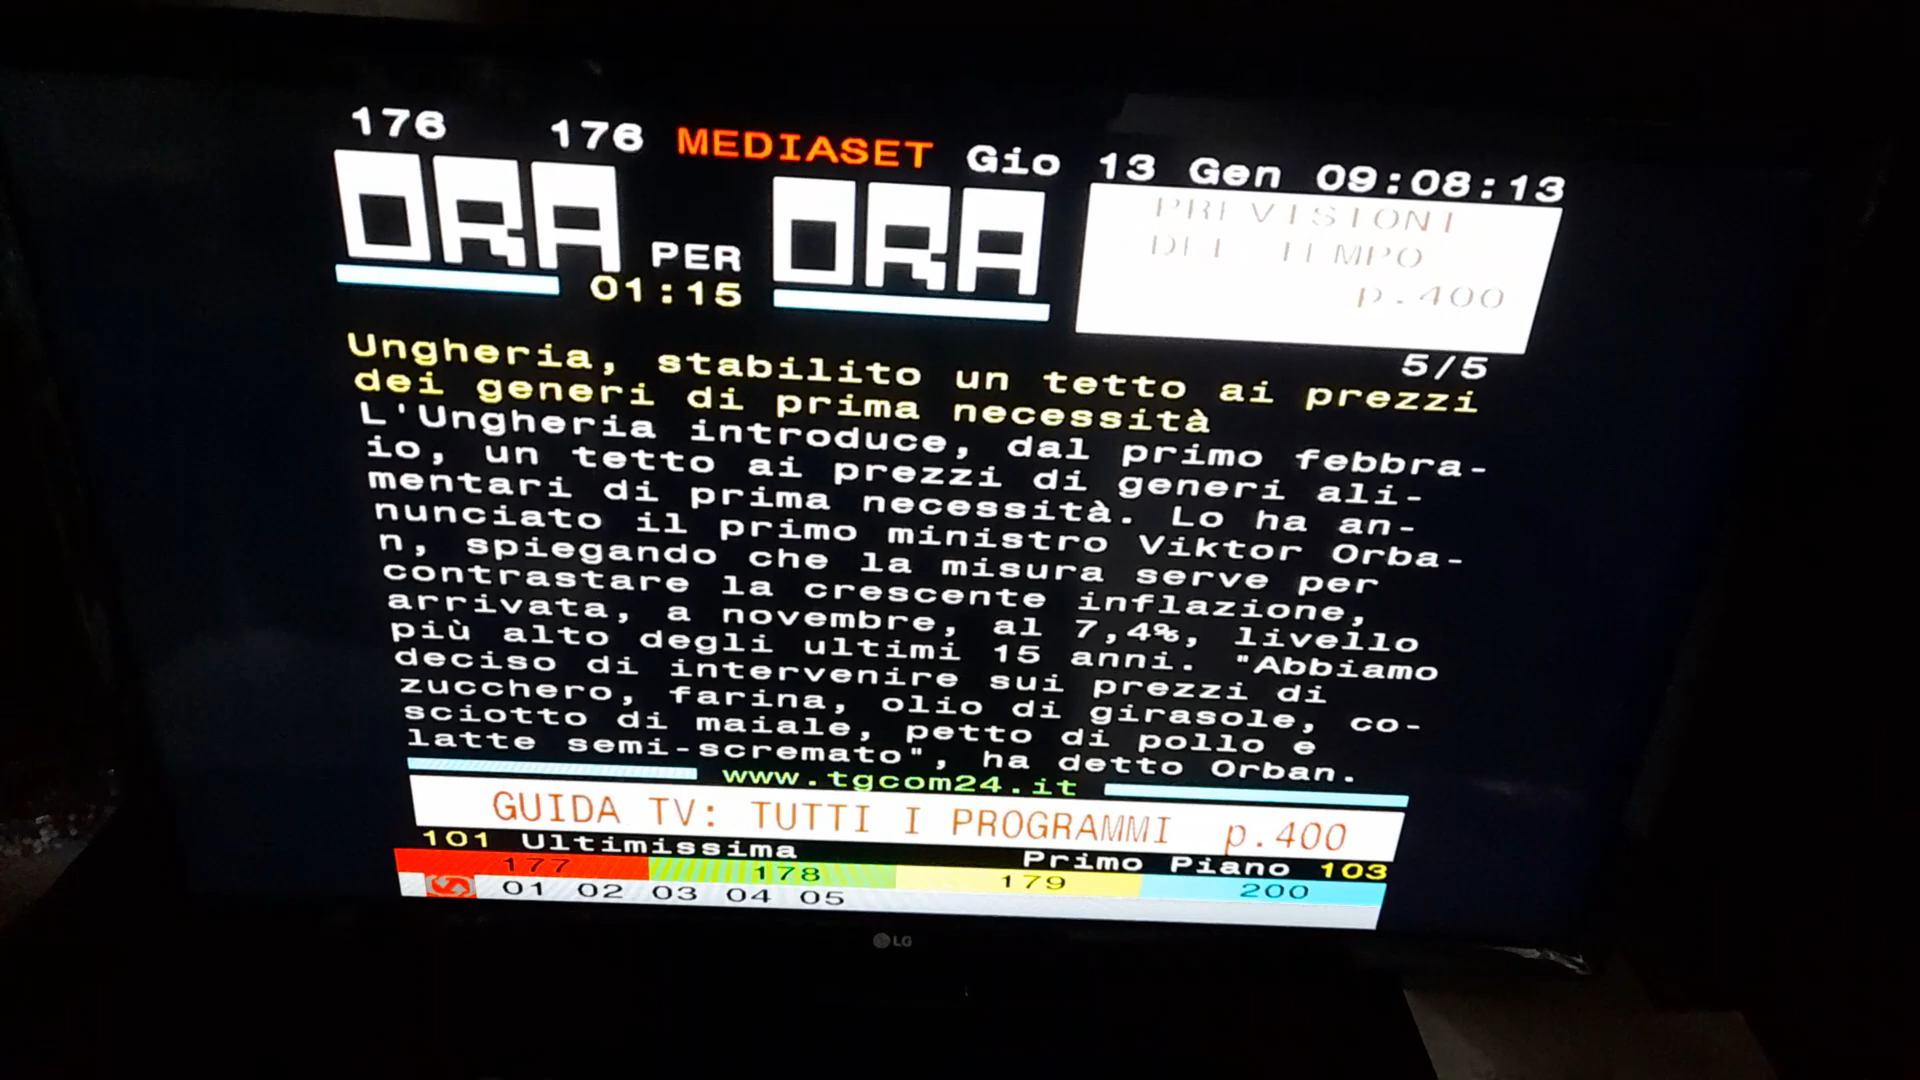 176 176 MEDIASET Gio 13 Gen 09:08:13
ORA PER ORA
01:15
PREVISIONI
DEL TEMPO
p.400
5/5
Ungheria, stabilito un tetto ai prezzi
dei generi di prima necessità
L'Ungheria introduce, dal primo febbra-
io, un tetto ai prezzi di generi ali-
mentari di prima necessità. Lo ha an-
nunciato il primo ministro Viktor Orba-
n, spiegando che la misura serve per
contrastare la crescente inflazione,
arrivata, a novembre, al 7,4%, livello
più alto degli ultimi 15 anni. "Abbiamo
deciso di intervenire sui prezzi di
zucchero, farina, olio di girasole, co-
sciotto di maiale, petto di pollo e
latte semi-scremato", ha detto Orban.
www.tgcom24.it
GUIDA TV: TUTTI I PROGRAMMI p.400
101 Ultimissima Primo Piano 103
177 178 179 200
01 02 03 04 05
LG